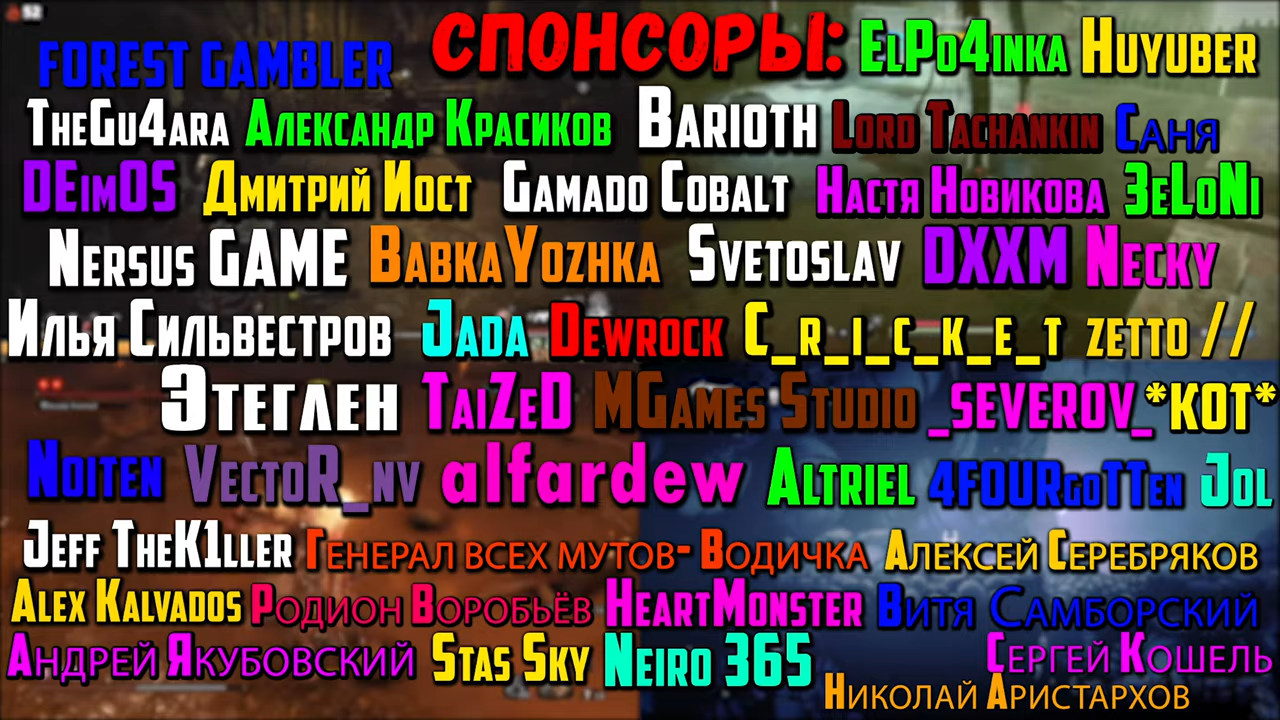 52
FOREST GAMBLER СПОНСОРЫ: ElPo4inka Huyuber
TheGu4ara Александр Красиков Barioth Lord Tachankin Саня
DEimOS Дмитрий Иост Gamado Cobalt Настя Новикова 3eLoNi
Nersus GAME BabkaYozhka Svetoslav DXXM Necky
Илья Сильвестров Jada Dewrock C_r_i_c_k_e_t zetto //
Этеглен TaiZeD MGames Studio _SEVEROV_ *КОТ*
Noiten VectoR_nv alfardew Altriel 4FOURgoTTen Jol
Jeff TheK1ller Генерал всех мутов- Водичка Алексей Серебряков
Alex Kalvados Родион Воробьёв HeartMonster Витя Самборский
Андрей Якубовский Stas Sky Neiro 365 Сергей Кошель
Николай Аристархов